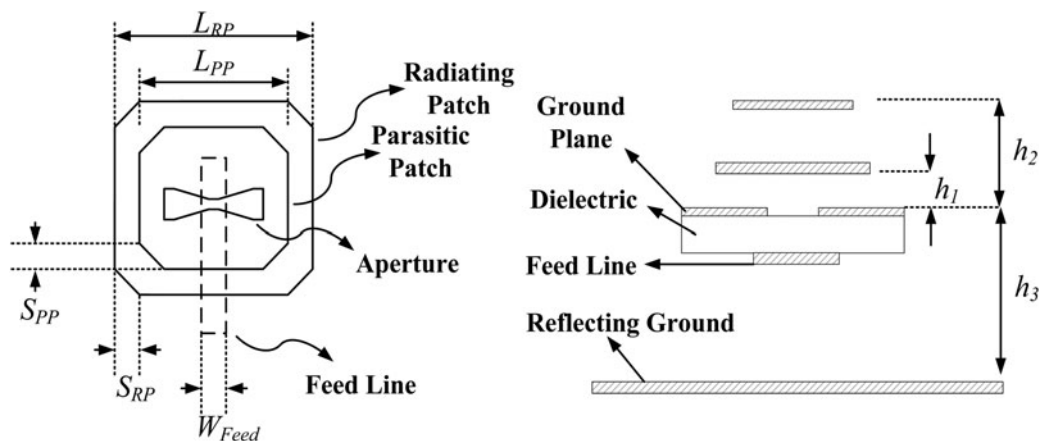 L_RP
L_PP
Radiating
Patch
Parasitic
Patch
Aperture
S_PP
S_RP
Feed Line
W_Feed
Ground
Plane
Dielectric
Feed Line
Reflecting Ground
h_2
h_1
h_3